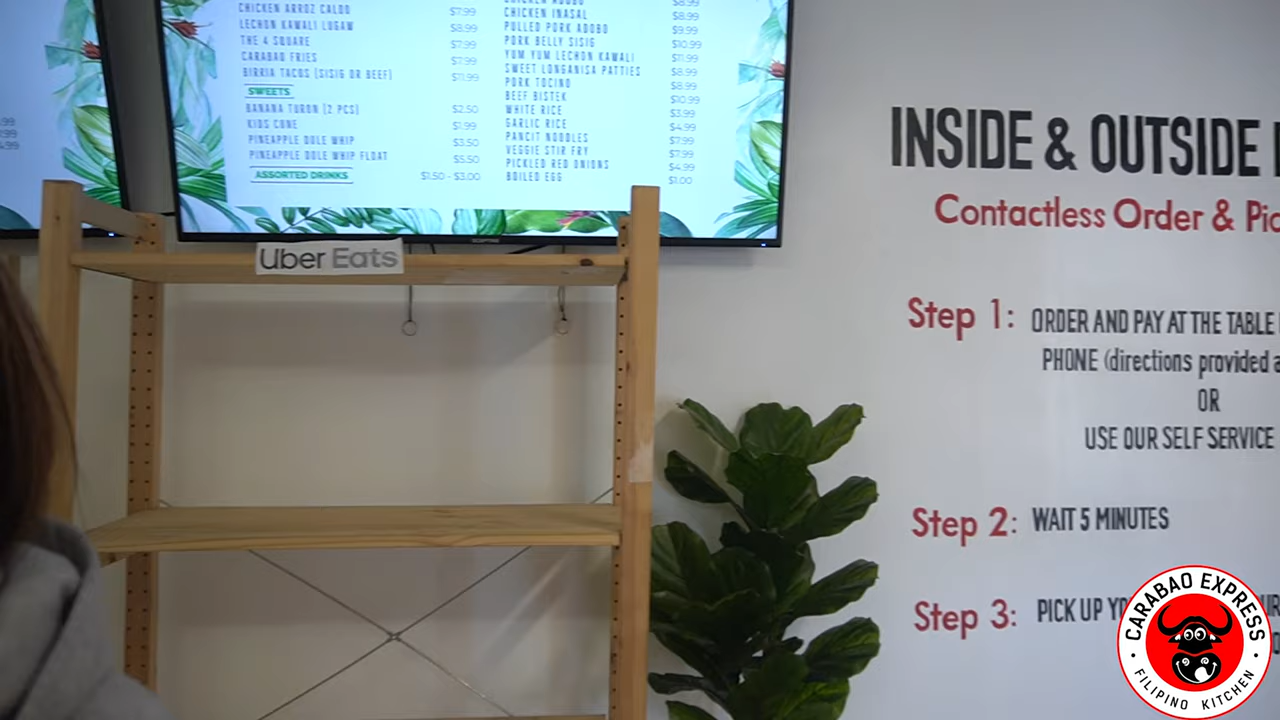 CHICKEN ARROZ CALDO $7.99
LECHON KAWALI LUGAW $8.99
THE 4 SQUARE $7.99
CARABAO FRIES $7.99
BIRRIA TACOS (SISIG OR BEEF) $11.99
SWEETS
BANANA TURON (2 PCS) $2.50
KIDS CONE $1.99
PINEAPPLE DOLE WHIP $3.50
PINEAPPLE DOLE WHIP FLOAT $5.50
ASSORTED DRINKS $1.50 - $3.00
CHICKEN ADOBO $8.99
CHICKEN INASAL $8.99
PULLED PORK ADOBO $9.99
PORK BELLY SISIG $10.99
YUM YUM LECHON KAWALI $11.99
SWEET LONGANISA PATTIES $8.99
PORK TOCINO $8.99
BEEF BISTEK $10.99
WHITE RICE $3.99
GARLIC RICE $4.99
PANCIT NOODLES $7.99
VEGGIE STIR FRY $7.99
PICKLED RED ONIONS $4.99
BOILED EGG $1.00
Uber Eats
INSIDE & OUTSIDE
Contactless Order &
Step 1: ORDER AND PAY AT THE TABLE
PHONE (directions provided
OR
USE OUR SELF SERVICE
Step 2: WAIT 5 MINUTES
Step 3: PICK UP
CARABAO EXPRESS
• FILIPINO KITCHEN •